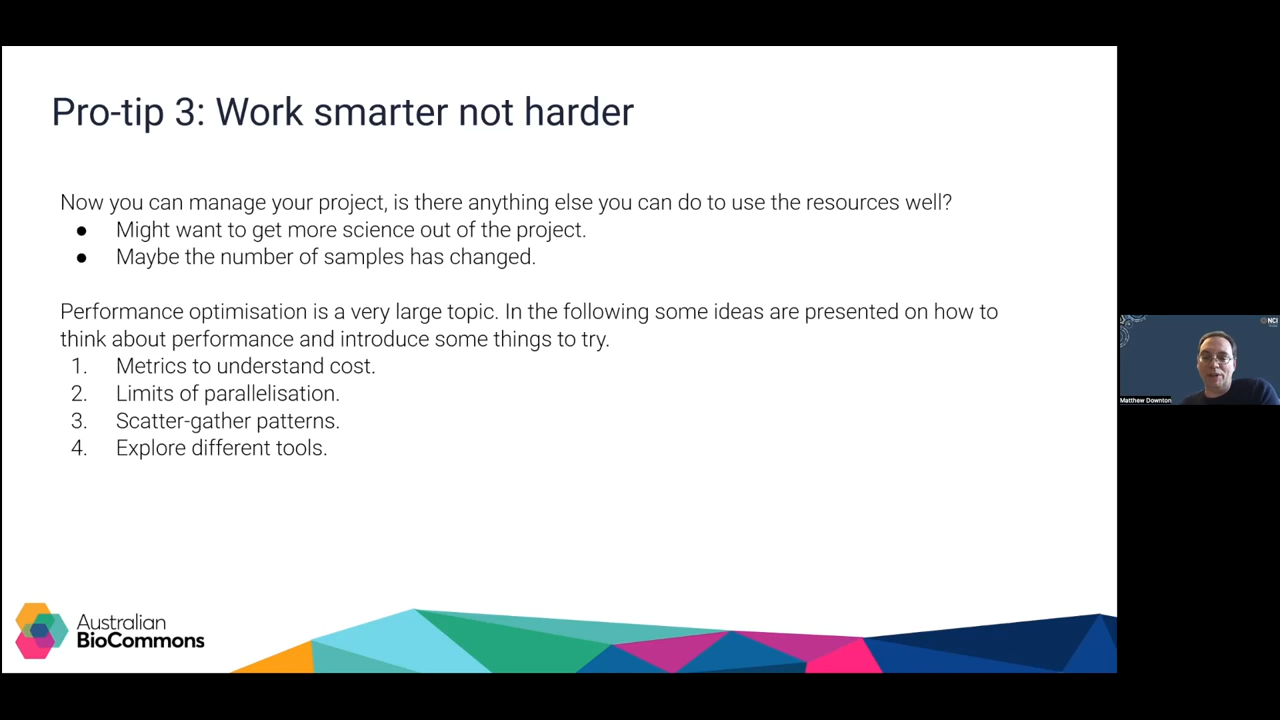 Pro-tip 3: Work smarter not harder
Now you can manage your project, is there anything else you can do to use the resources well?
● Might want to get more science out of the project.
● Maybe the number of samples has changed.
Performance optimisation is a very large topic. In the following some ideas are presented on how to
think about performance and introduce some things to try.
1. Metrics to understand cost.
2. Limits of parallelisation.
3. Scatter-gather patterns.
4. Explore different tools.
Australian
BioCommons
NCI
Matthew Downton